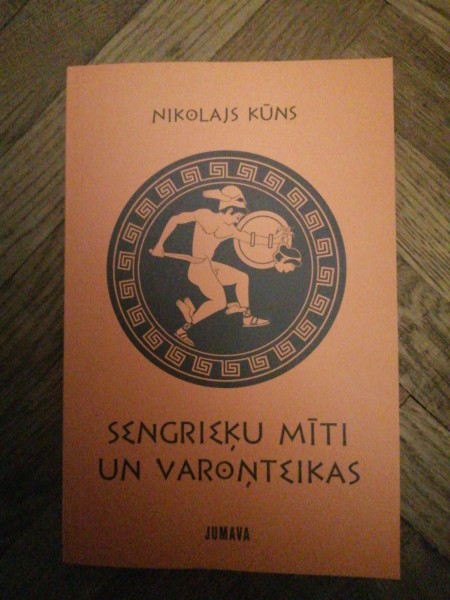 NIKOLAJS KŪNS
SENGRIEĶU MĪTI
UN VAROŅTEIKAS
JUMAVA